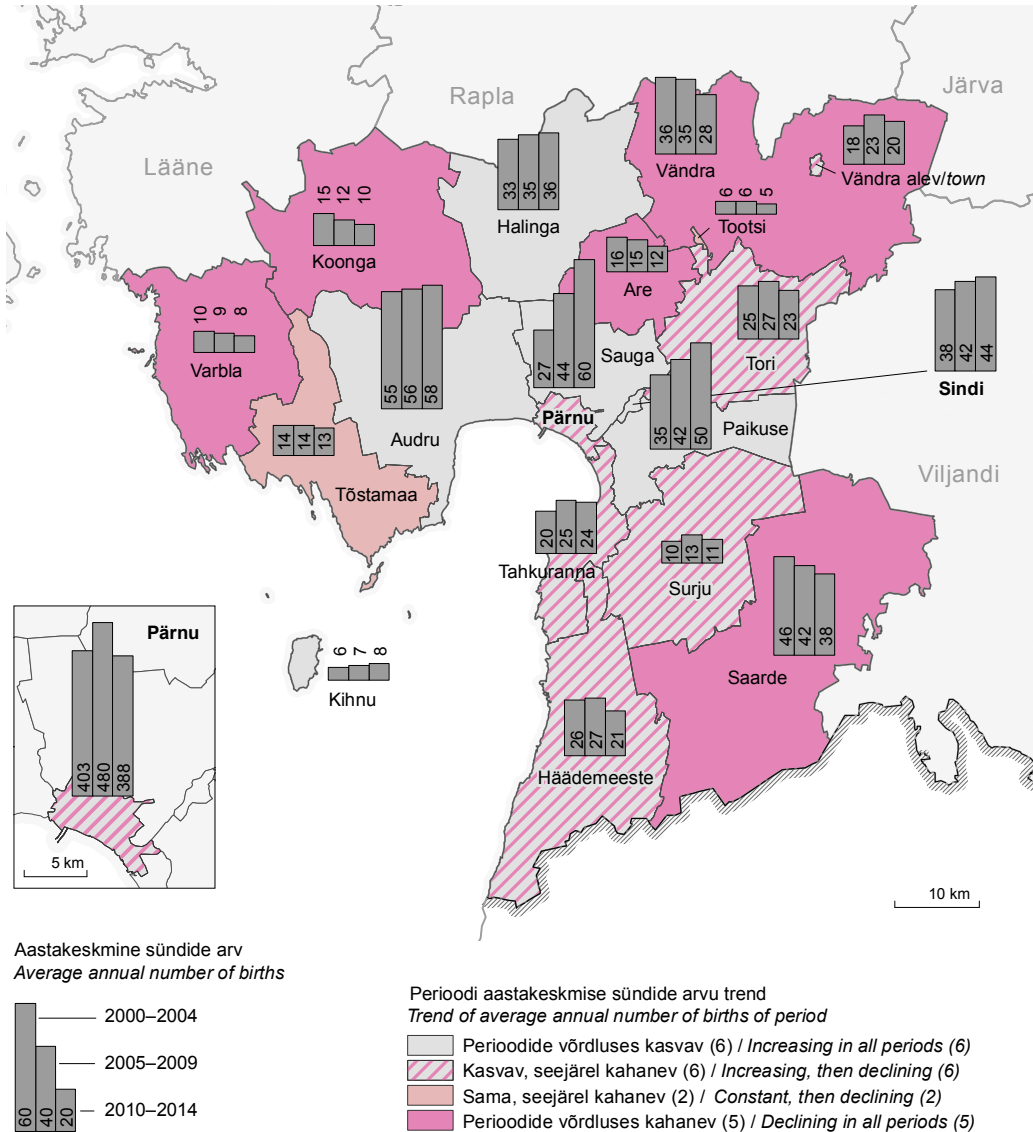 Rapla
Järva
Lääne
36 35 28
Vändra
18 23 20
Vändra alev/town
33 35 36
Halinga
15 12 10
Koonga
6 6 5
Tootsi
16 15 12
Are
10 9 8
Varbla
55 56 58
Audru
27 44 60
Sauga
25 27 23
Tori
38 42 44
Sindi
Pärnu
35 42 50
Paikuse
14 14 13
Tõstamaa
Viljandi
20 25 24
Tahkuranna
10 13 11
Surju
46 42 38
Saarde
6 7 8
Kihnu
26 27 21
Häädemeeste
Pärnu
403 480 388
5 km
10 km
Aastakeskmine sündide arv
Average annual number of births
2000–2004
2005–2009
2010–2014
60 40 20
Perioodi aastakeskmise sündide arvu trend
Trend of average annual number of births of period
Perioodide võrdluses kasvav (6) / Increasing in all periods (6)
Kasvav, seejärel kahanev (6) / Increasing, then declining (6)
Sama, seejärel kahanev (2) / Constant, then declining (2)
Perioodide võrdluses kahanev (5) / Declining in all periods (5)